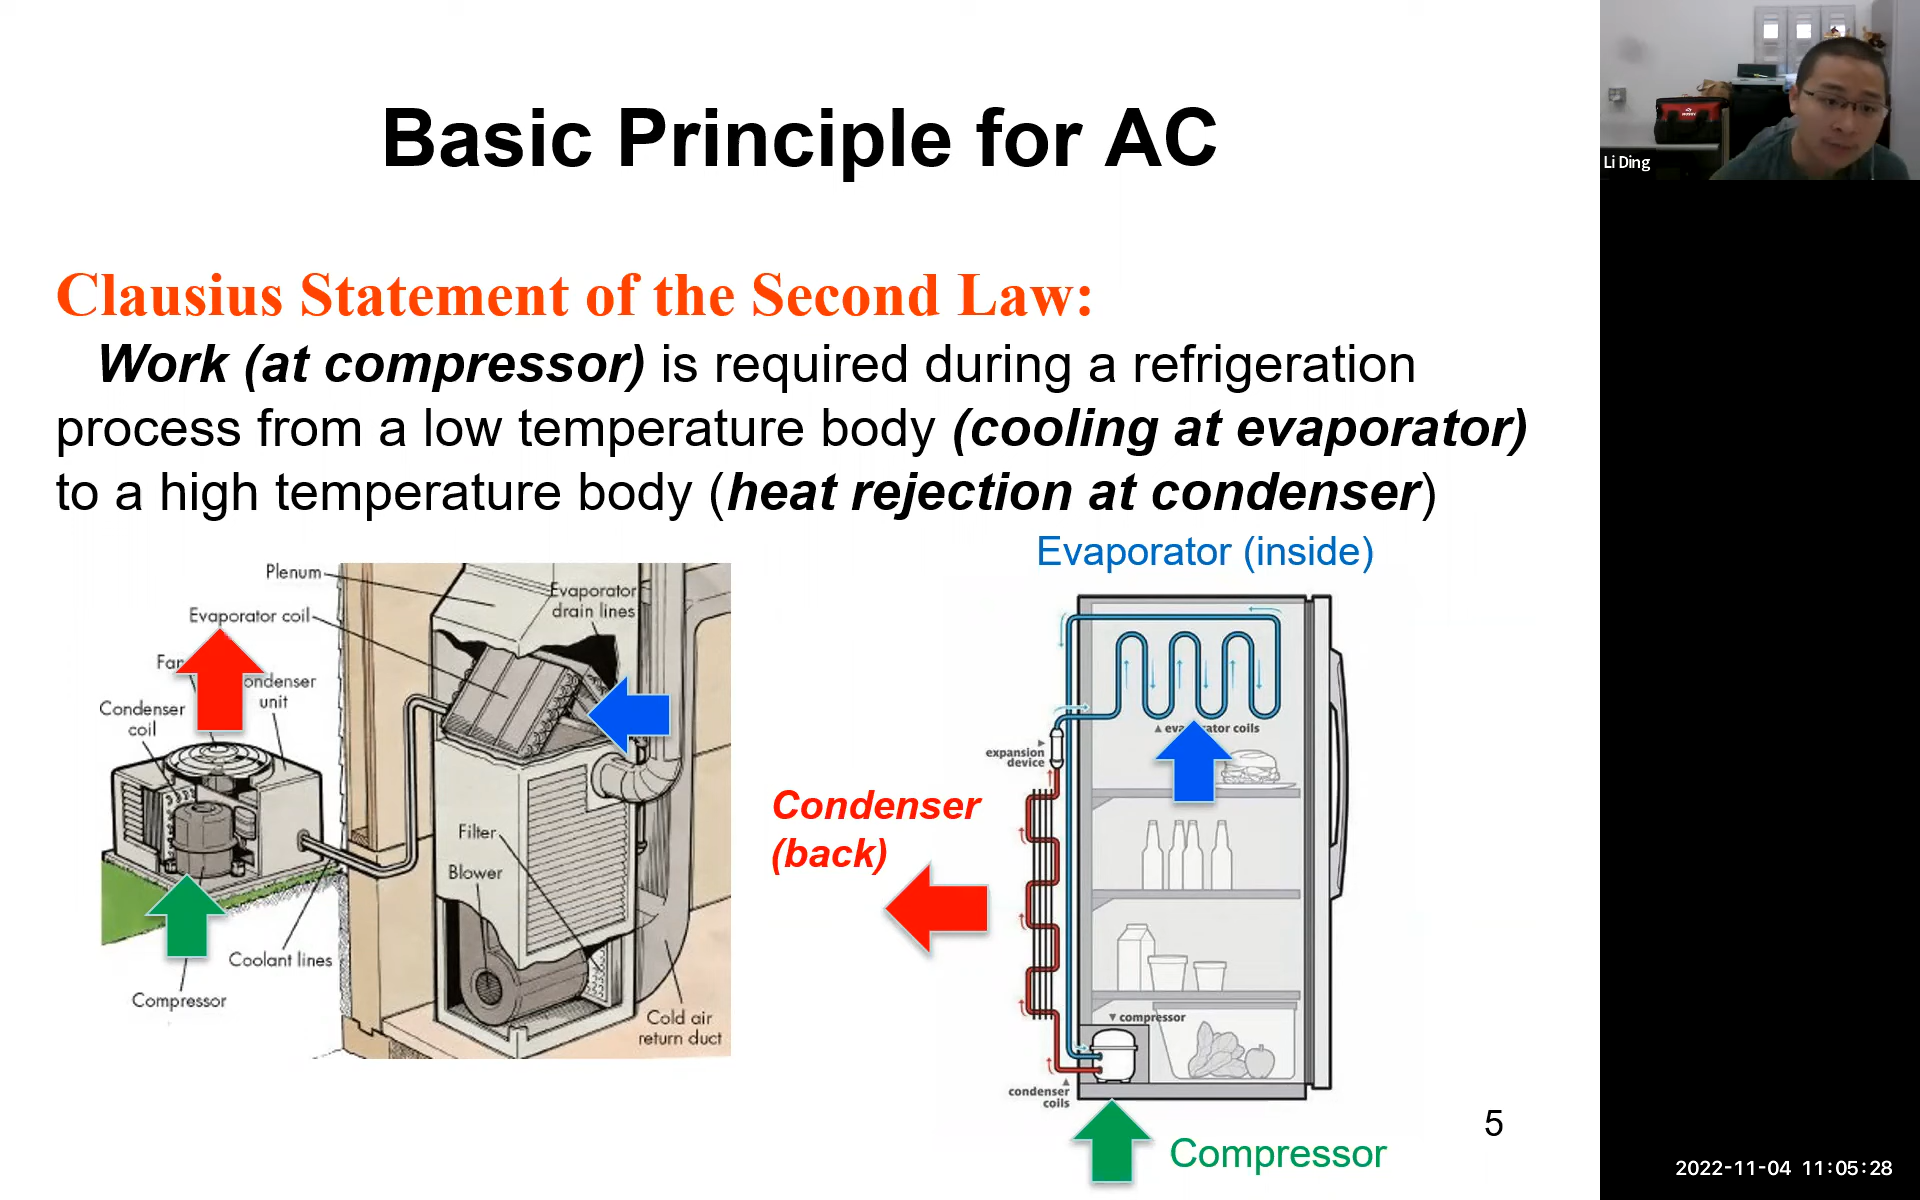 Basic Principle for AC
Clausius Statement of the Second Law:
Work (at compressor) is required during a refrigeration
process from a low temperature body (cooling at evaporator)
to a high temperature body (heat rejection at condenser)
Plenum
Evaporator
drain lines
Evaporator coil
Fan
ondenser
unit
Condenser
coil
Filter
Blower
Coolant lines
Compressor
Cold air
return duct
Evaporator (inside)
▲ evaporator coils
expansion
device
Condenser
(back)
▼ compressor
condenser
coils
Compressor
5
Li Ding
2022-11-04 11:05:28